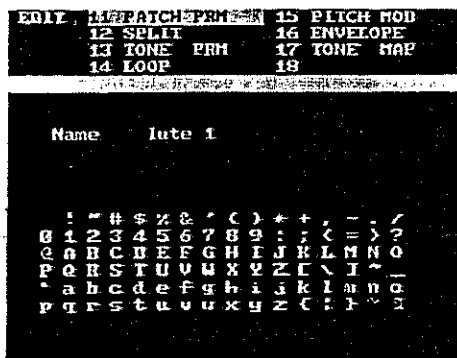 EDIT 11 PATCH PRM 15 PITCH MOD
12 SPLIT 16 ENVELOPE
13 TONE PRM 17 TONE MAP
14 LOOP 18
Name lute 1
! " # $ % & ' ( ) * + , - . /
0 1 2 3 4 5 6 7 8 9 : ; < = > ?
@ A B C D E F G H I J K L M N O
P Q R S T U V W X Y Z [ \ ] ^ _
` a b c d e f g h i j k l m n o
p q r s t u v w x y z { | } ~